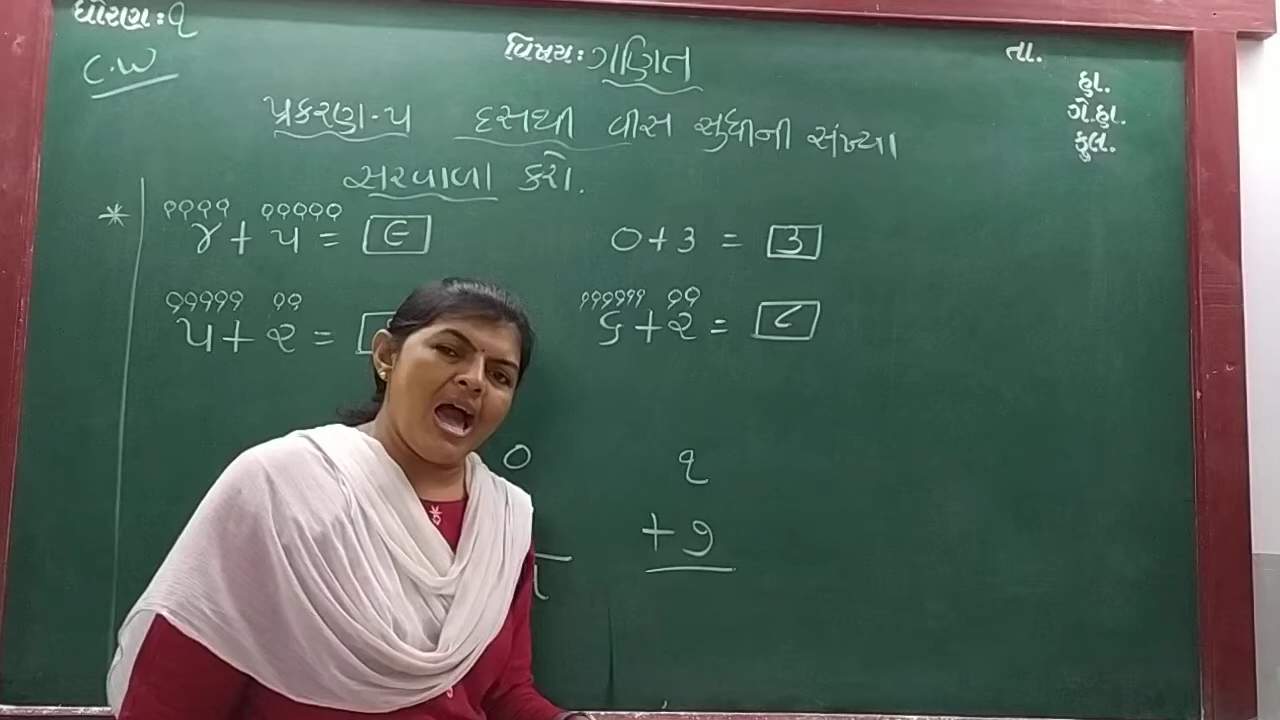 ધોરણ: ૧
વિષય: ગણિત
તા.
C.W
હા.
ગે.હા.
કુલ.
પ્રકરણ-૫ દસથી વીસ સુધીની સંખ્યા
સરવાળા કરો.
*
૪ + ૫ = ૯
૦ + ૩ = ૩
૫ + ૨ =
૬ + ૨ = ૮
૦
૧
+ ૭